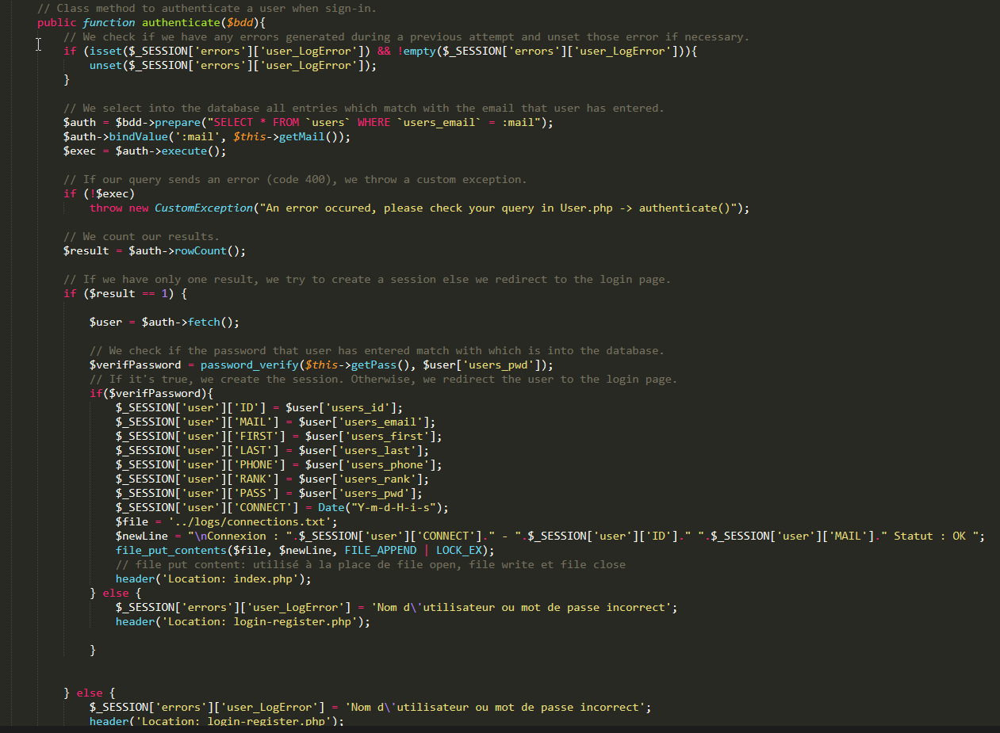 // Class method to authenticate a user when sign-in.
public function authenticate($bdd){
// We check if we have any errors generated during a previous attempt and unset those error if necessary.
if (isset($_SESSION['errors']['user_LogError']) && !empty($_SESSION['errors']['user_LogError'])){
unset($_SESSION['errors']['user_LogError']);
}
// We select into the database all entries which match with the email that user has entered.
$auth = $bdd->prepare("SELECT * FROM `users` WHERE `users_email` = :mail");
$auth->bindValue(':mail', $this->getMail());
$exec = $auth->execute();
// If our query sends an error (code 400), we throw a custom exception.
if (!$exec)
throw new CustomException("An error occured, please check your query in User.php -> authenticate()");
// We count our results.
$result = $auth->rowCount();
// If we have only one result, we try to create a session else we redirect to the login page.
if ($result == 1) {
$user = $auth->fetch();
// We check if the password that user has entered match with which is into the database.
$verifPassword = password_verify($this->getPass(), $user['users_pwd']);
// If it's true, we create the session. Otherwise, we redirect the user to the login page.
if($verifPassword){
$_SESSION['user']['ID'] = $user['users_id'];
$_SESSION['user']['MAIL'] = $user['users_email'];
$_SESSION['user']['FIRST'] = $user['users_first'];
$_SESSION['user']['LAST'] = $user['users_last'];
$_SESSION['user']['PHONE'] = $user['users_phone'];
$_SESSION['user']['RANK'] = $user['users_rank'];
$_SESSION['user']['PASS'] = $user['users_pwd'];
$_SESSION['user']['CONNECT'] = Date("Y-m-d-H-i-s");
$file = '../logs/connections.txt';
$newLine = "\nConnexion : ".$_SESSION['user']['CONNECT']." - ".$_SESSION['user']['ID']." ".$_SESSION['user']['MAIL']." Statut : OK ";
file_put_contents($file, $newLine, FILE_APPEND | LOCK_EX);
// file put content: utilisé à la place de file open, file write et file close
header('Location: index.php');
} else {
$_SESSION['errors']['user_LogError'] = 'Nom d\'utilisateur ou mot de passe incorrect';
header('Location: login-register.php');
}
} else {
$_SESSION['errors']['user_LogError'] = 'Nom d\'utilisateur ou mot de passe incorrect';
header('Location: login-register.php');